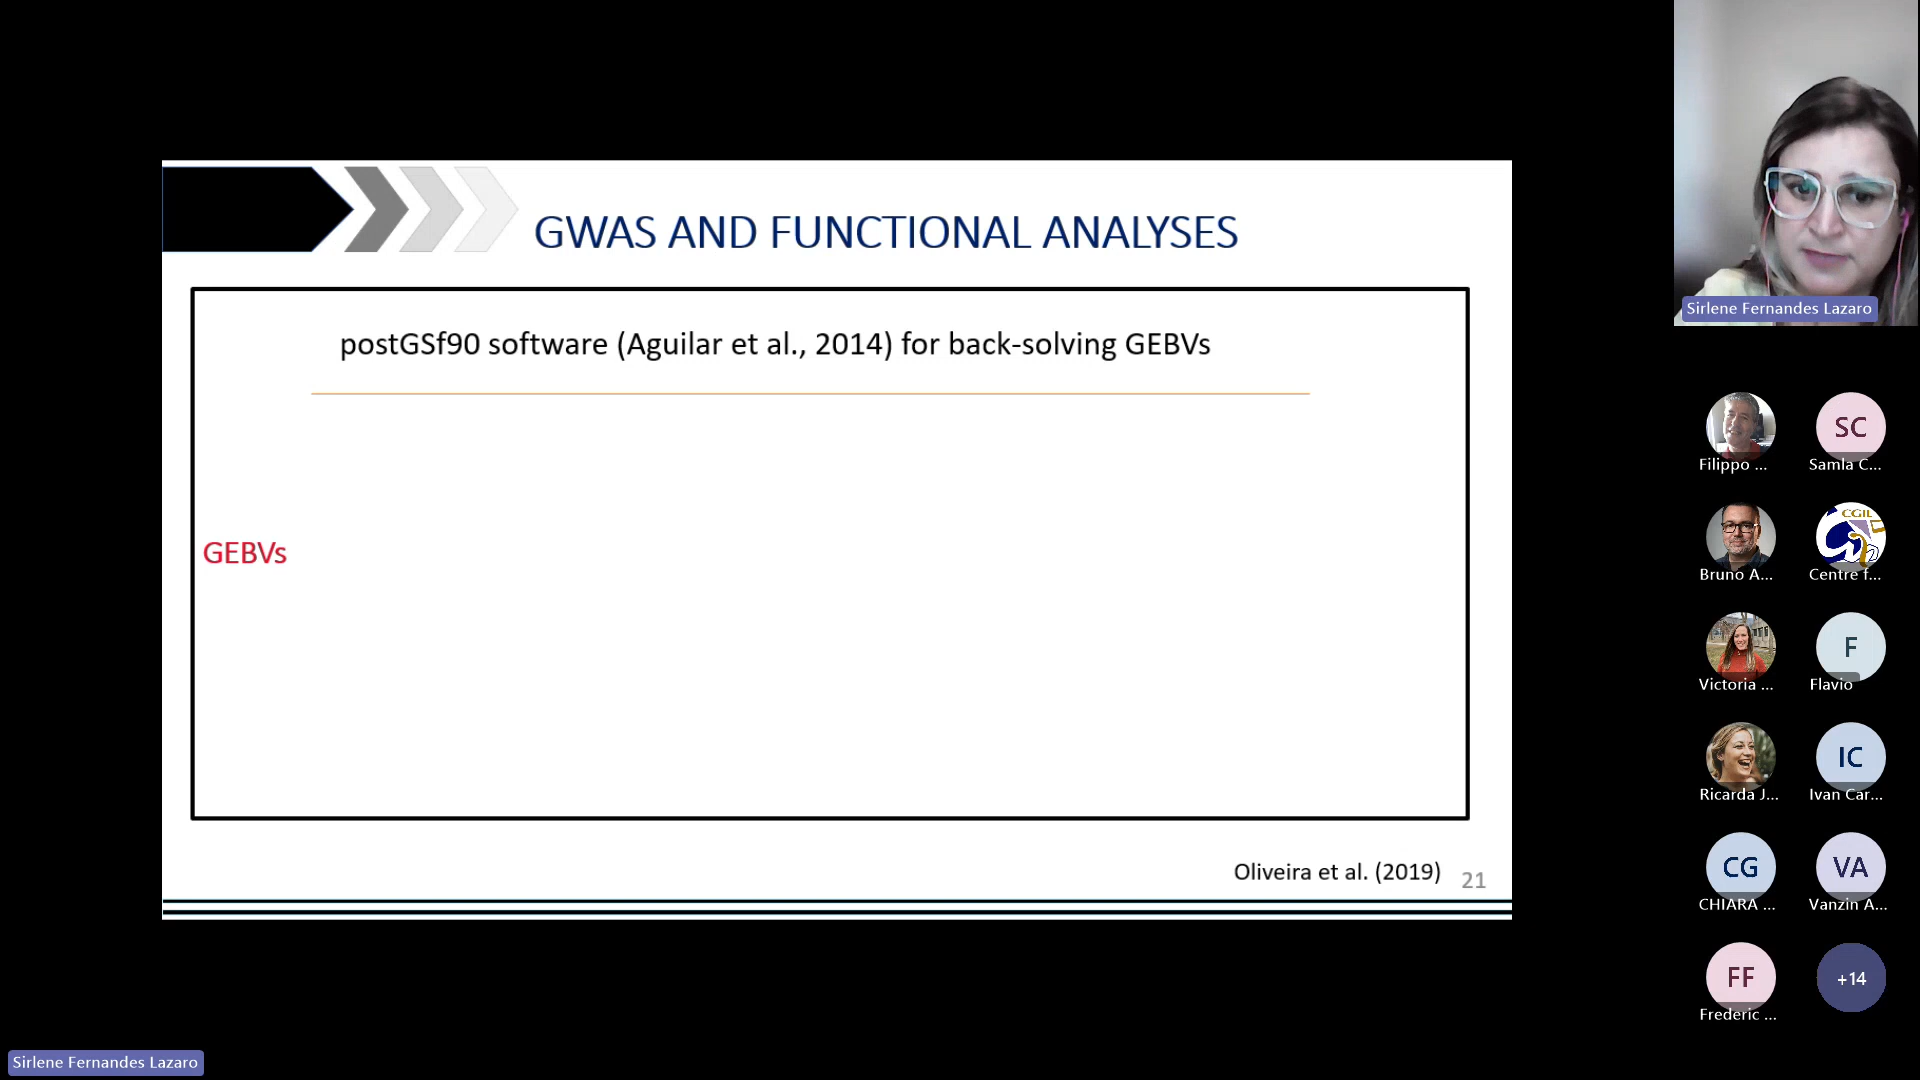 GWAS AND FUNCTIONAL ANALYSES
postGSf90 software (Aguilar et al., 2014) for back-solving GEBVs
GEBVs
Oliveira et al. (2019)
21
Sirlene Fernandes Lazaro
Filippo ...
SC
Samla C...
Bruno A...
CGIL
Centre f...
Victoria ...
F
Flavio
Ricarda J...
IC
Ivan Car...
CG
CHIARA ...
VA
Vanzin A...
FF
Frederic ...
+14
Sirlene Fernandes Lazaro